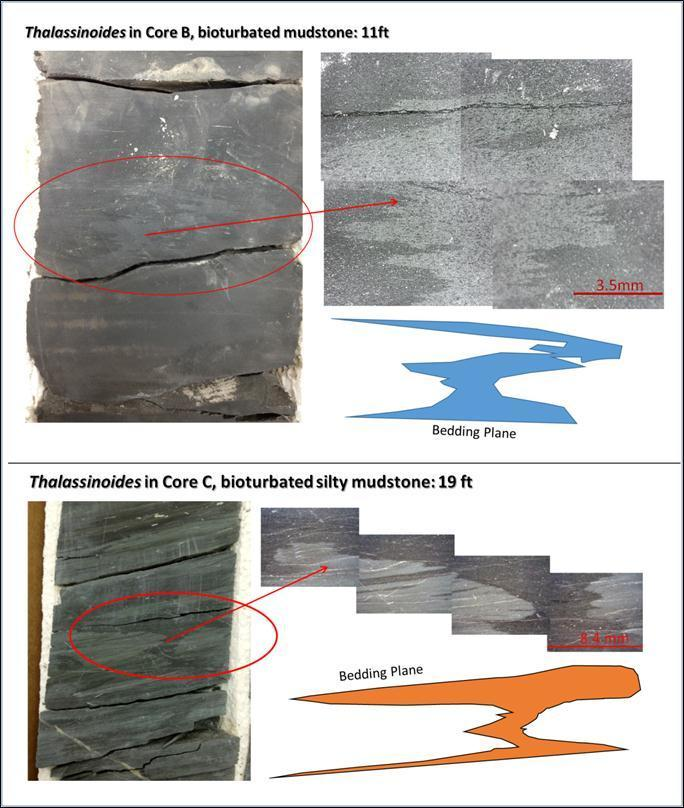 Thalassinoides in Core B, bioturbated mudstone: 11ft
3.5mm
Bedding Plane
Thalassinoides in Core C, bioturbated silty mudstone: 19 ft
8.4 mm
Bedding Plane